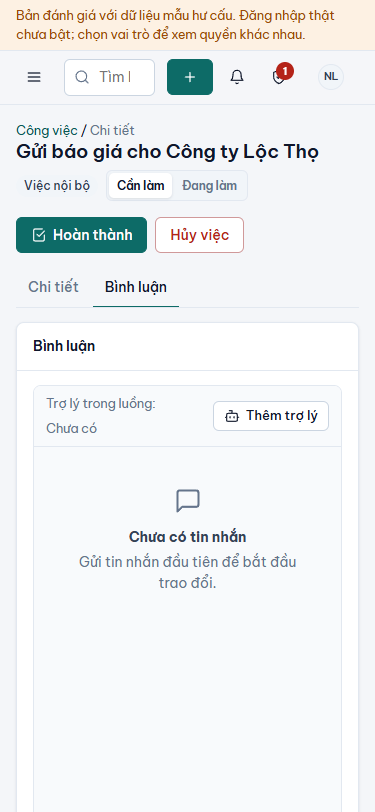 Bản đánh giá với dữ liệu mẫu hư cấu. Đăng nhập thật
chưa bật; chọn vai trò để xem quyền khác nhau.
Tìm
1
NL
Công việc / Chi tiết
Gửi báo giá cho Công ty Lộc Thọ
Việc nội bộ
Cần làm
Đang làm
Hoàn thành
Hủy việc
Chi tiết
Bình luận
Bình luận
Trợ lý trong luồng:
Chưa có
Thêm trợ lý
Chưa có tin nhắn
Gửi tin nhắn đầu tiên để bắt đầu
trao đổi.